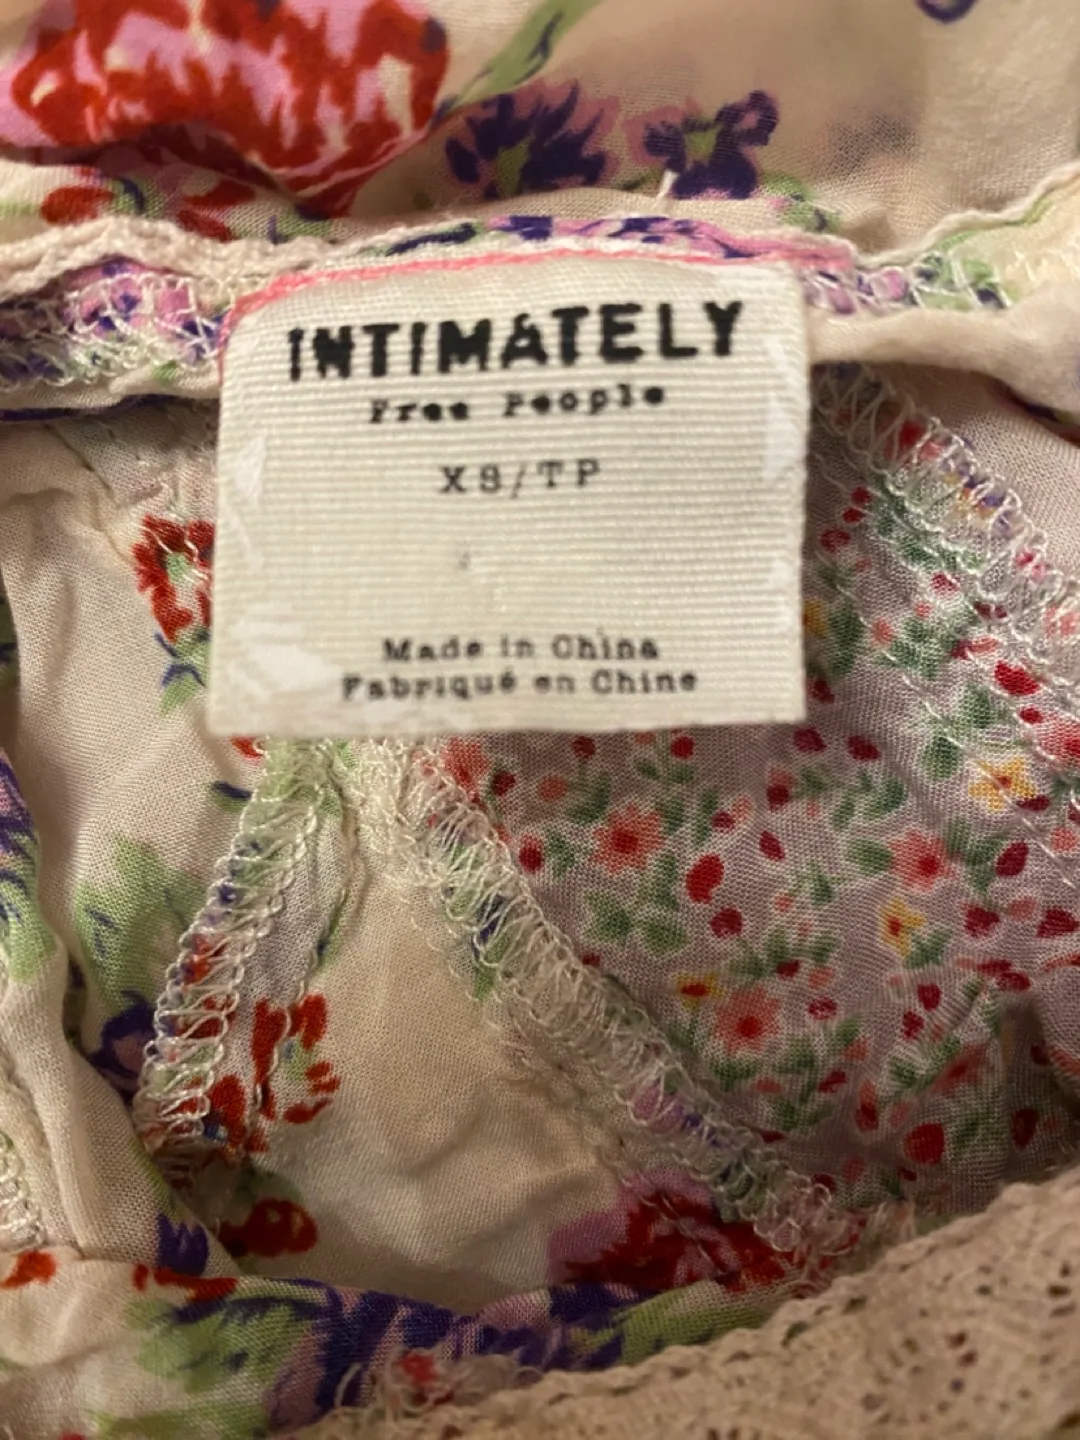 INTIMATELY
Free People
XS/TP
Made in China
Fabriqué en Chine